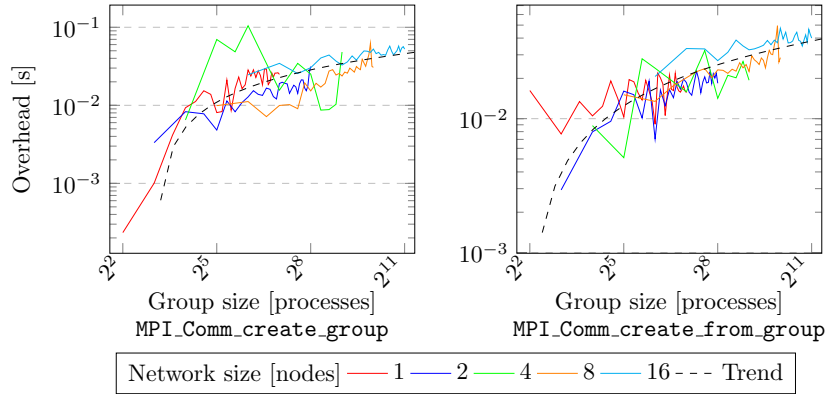 10^-1
10^-2
10^-3
Overhead [s]
2^2
2^5
2^8
2^11
Group size [processes]
MPI_Comm_create_group
10^-2
10^-3
2^2
2^5
2^8
2^11
Group size [processes]
MPI_Comm_create_from_group
Network size [nodes] 1 2 4 8 16 Trend